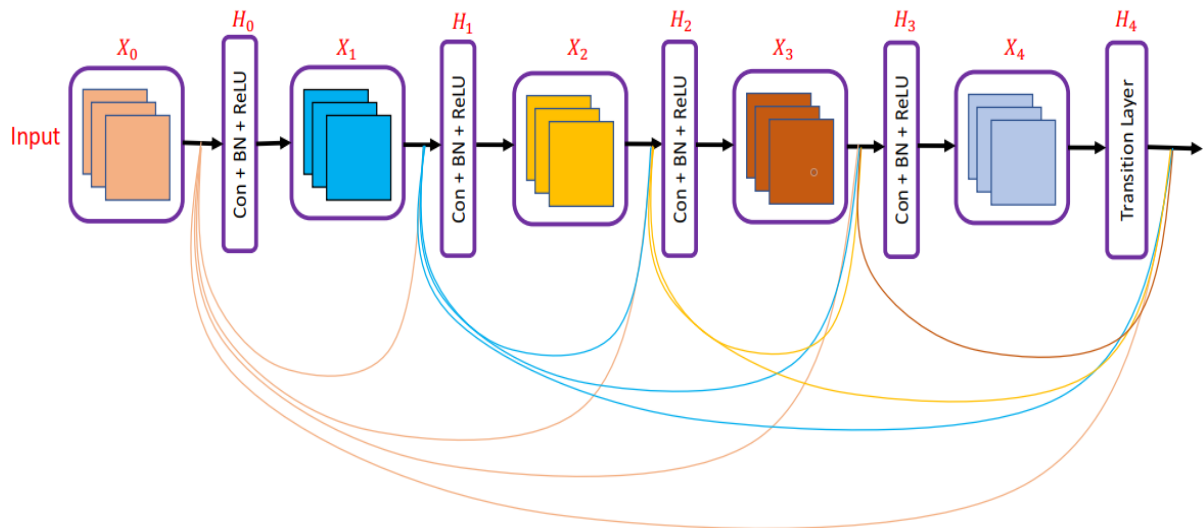 H₀
H₁
H₂
H₃
H₄
X₀
X₁
X₂
X₃
X₄
Input
Con + BN + ReLU
Con + BN + ReLU
Con + BN + ReLU
Con + BN + ReLU
Transition Layer